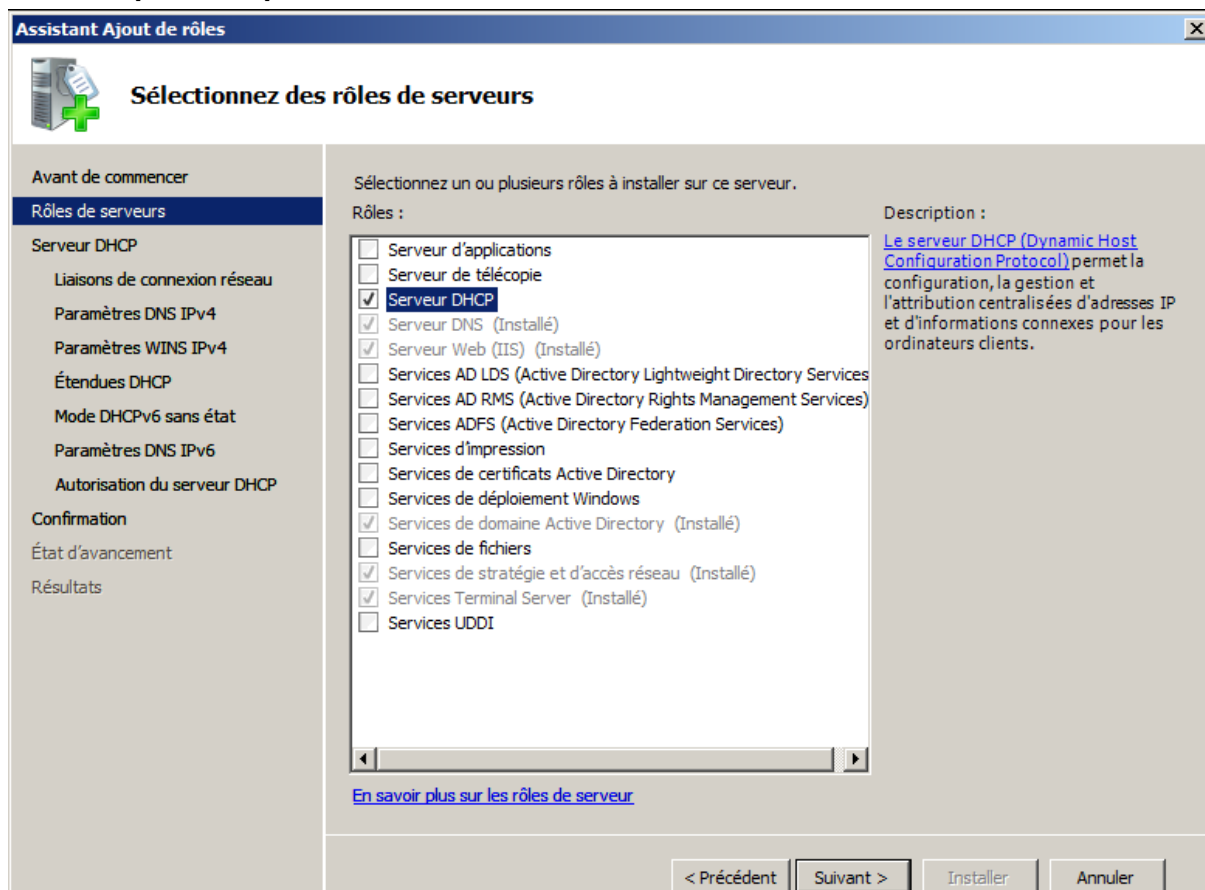 Assistant Ajout de rôles
Sélectionnez des rôles de serveurs
Avant de commencer
Rôles de serveurs
Serveur DHCP
Liaisons de connexion réseau
Paramètres DNS IPv4
Paramètres WINS IPv4
Étendues DHCP
Mode DHCPv6 sans état
Paramètres DNS IPv6
Autorisation du serveur DHCP
Confirmation
État d'avancement
Résultats
Sélectionnez un ou plusieurs rôles à installer sur ce serveur.
Rôles :
Serveur d'applications
Serveur de télécopie
Serveur DHCP
Serveur DNS (Installé)
Serveur Web (IIS) (Installé)
Services AD LDS (Active Directory Lightweight Directory Services
Services AD RMS (Active Directory Rights Management Services)
Services ADFS (Active Directory Federation Services)
Services d'impression
Services de certificats Active Directory
Services de déploiement Windows
Services de domaine Active Directory (Installé)
Services de fichiers
Services de stratégie et d'accès réseau (Installé)
Services Terminal Server (Installé)
Services UDDI
En savoir plus sur les rôles de serveur
Description :
Le serveur DHCP (Dynamic Host
Configuration Protocol) permet la
configuration, la gestion et
l'attribution centralisées d'adresses IP
et d'informations connexes pour les
ordinateurs clients.
< Précédent
Suivant >
Installer
Annuler